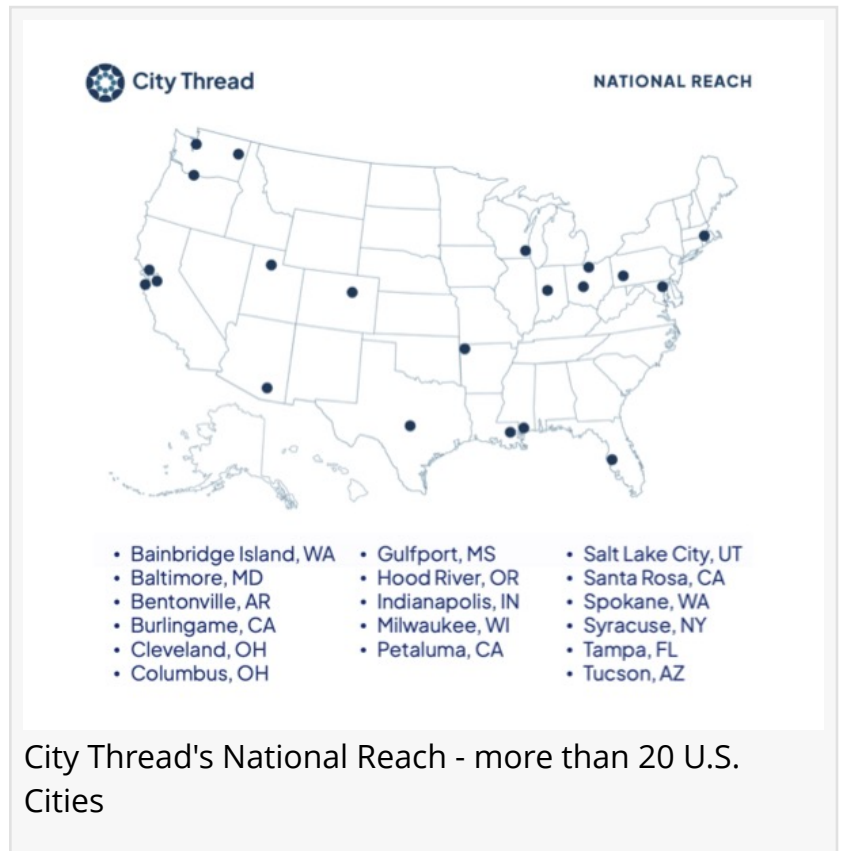 City Thread
NATIONAL REACH
• Bainbridge Island, WA
• Baltimore, MD
• Bentonville, AR
• Burlingame, CA
• Cleveland, OH
• Columbus, OH
• Gulfport, MS
• Hood River, OR
• Indianapolis, IN
• Milwaukee, WI
• Petaluma, CA
• Salt Lake City, UT
• Santa Rosa, CA
• Spokane, WA
• Syracuse, NY
• Tampa, FL
• Tucson, AZ
City Thread's National Reach - more than 20 U.S.
Cities